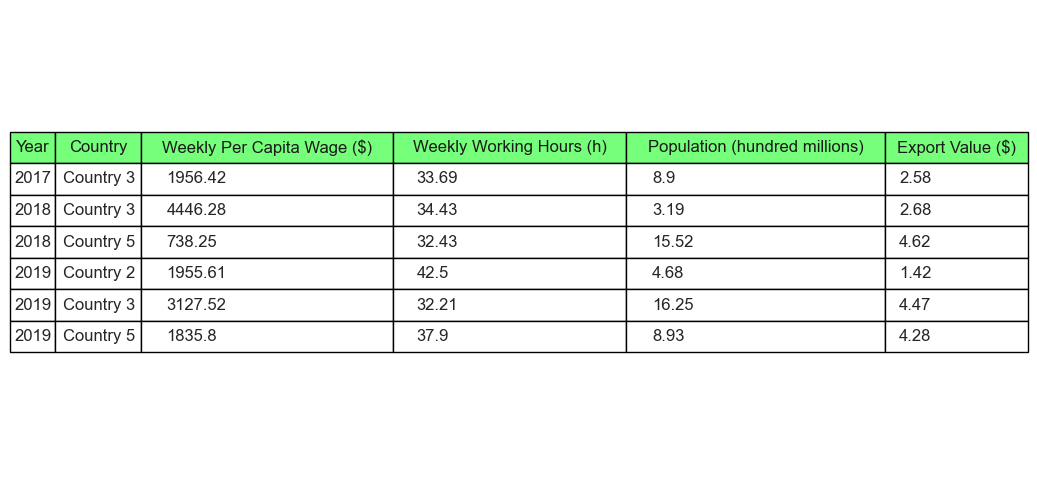 Year Country Weekly Per Capita Wage ($) Weekly Working Hours (h) Population (hundred millions) Export Value ($)
2017 Country 3 1956.42 33.69 8.9 2.58
2018 Country 3 4446.28 34.43 3.19 2.68
2018 Country 5 738.25 32.43 15.52 4.62
2019 Country 2 1955.61 42.5 4.68 1.42
2019 Country 3 3127.52 32.21 16.25 4.47
2019 Country 5 1835.8 37.9 8.93 4.28